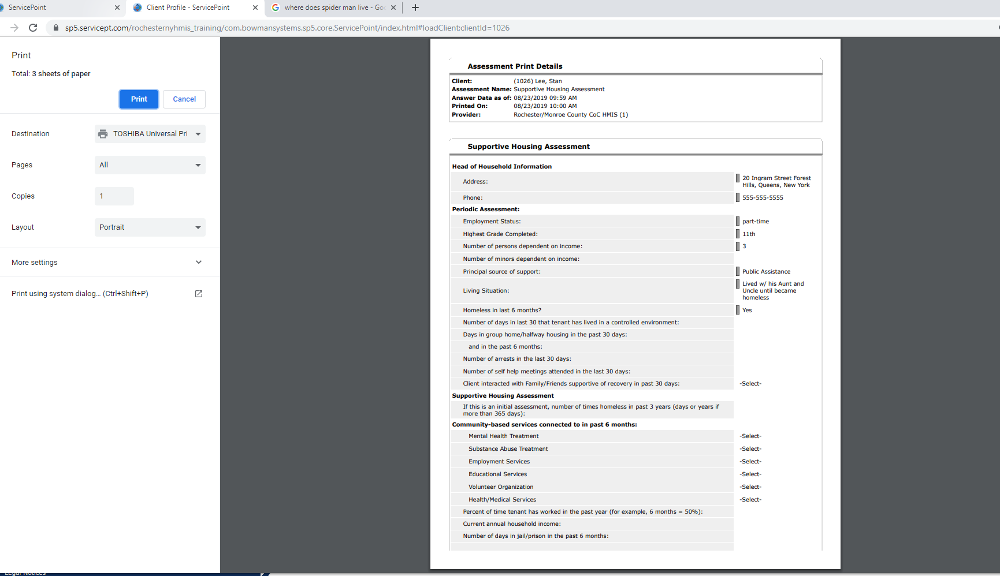 ServicePoint
Client Profile - ServicePoint
where does spider man live - Goo
sp5.servicept.com/rochesternyhmis_training/com.bowmansystems.sp5.core.ServicePoint/index.html#loadClient;clientId=1026
Print
Total: 3 sheets of paper
Print
Cancel
Destination
TOSHIBA Universal Pri
Pages
All
Copies
1
Layout
Portrait
More settings
Print using system dialog... (Ctrl+Shift+P)
Assessment Print Details
Client: (1026) Lee, Stan
Assessment Name: Supportive Housing Assessment
Answer Data as of: 08/23/2019 09:59 AM
Printed On: 08/23/2019 10:00 AM
Provider: Rochester/Monroe County CoC HMIS (1)
Supportive Housing Assessment
Head of Household Information
Address: 20 Ingram Street Forest
Hills, Queens, New York
Phone: 555-555-5555
Periodic Assessment:
Employment Status: part-time
Highest Grade Completed: 11th
Number of persons dependent on income: 3
Number of minors dependent on income:
Principal source of support: Public Assistance
Living Situation: Lived w/ his Aunt and
Uncle until became
homeless
Homeless in last 6 months? Yes
Number of days in last 30 that tenant has lived in a controlled environment:
Days in group home/halfway housing in the past 30 days:
and in the past 6 months:
Number of arrests in the last 30 days:
Number of self help meetings attended in the last 30 days:
Client interacted with Family/Friends supportive of recovery in past 30 days: -Select-
Supportive Housing Assessment
If this is an initial assessment, number of times homeless in past 3 years (days or years if
more than 365 days):
Community-based services connected to in past 6 months:
Mental Health Treatment -Select-
Substance Abuse Treatment -Select-
Employment Services -Select-
Educational Services -Select-
Volunteer Organization -Select-
Health/Medical Services -Select-
Percent of time tenant has worked in the past year (for example, 6 months = 50%):
Current annual household income:
Number of days in jail/prison in the past 6 months:
Legal Notices